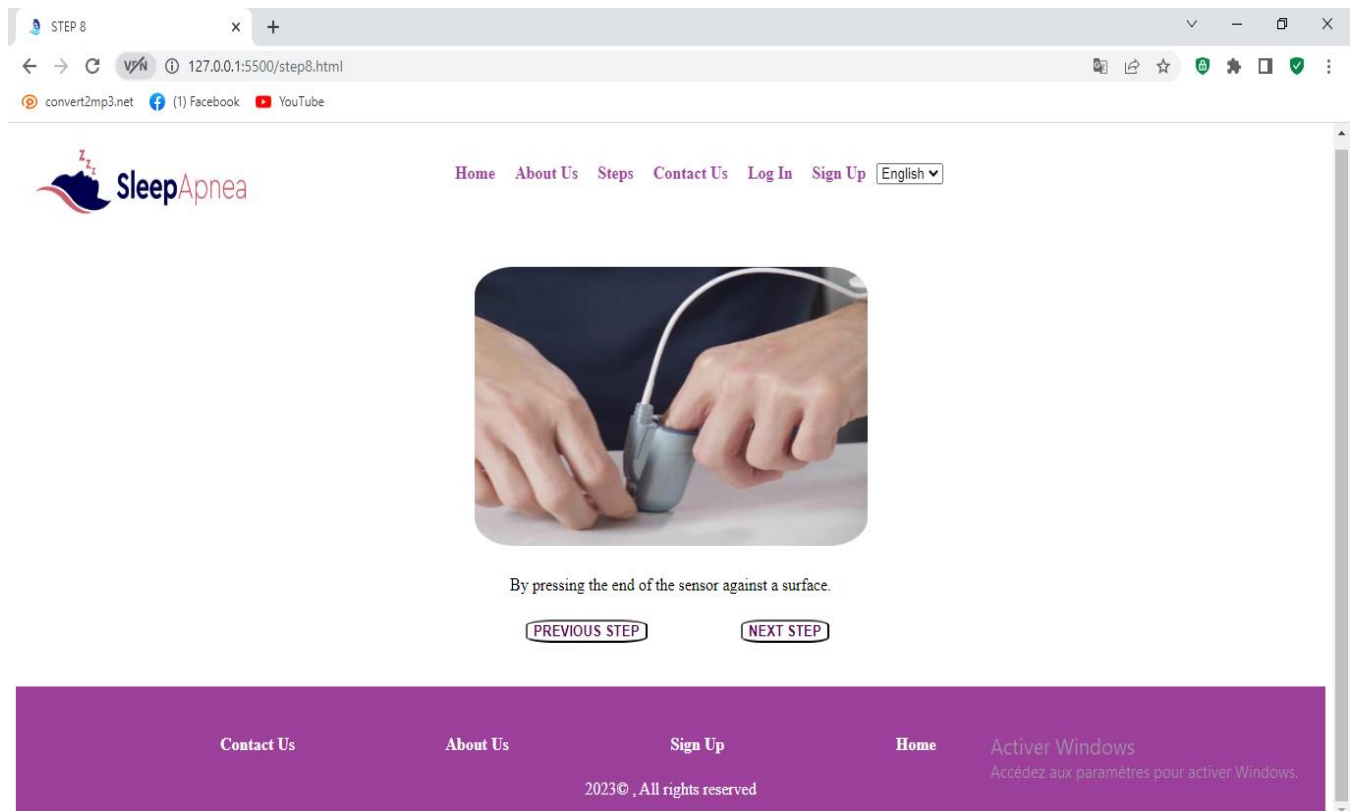 STEP 8
VPN 127.0.0.1:5500/step8.html
convert2mp3.net (1) Facebook YouTube
z z z
SleepApnea
Home About Us Steps Contact Us Log In Sign Up English
By pressing the end of the sensor against a surface.
PREVIOUS STEP NEXT STEP
Contact Us About Us Sign Up Home
Activer Windows
Accédez aux paramètres pour activer Windows.
2023© , All rights reserved